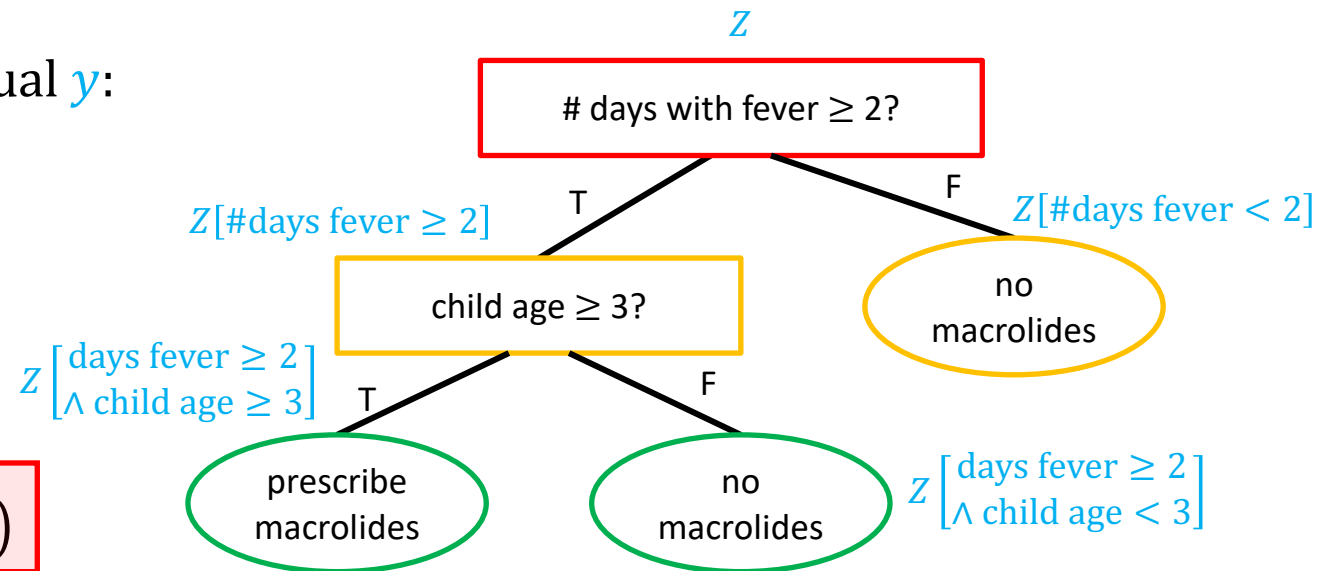 Z
ual y:
# days with fever ≥ 2?
T
F
Z[#days fever ≥ 2]
Z[#days fever < 2]
child age ≥ 3?
no
macrolides
Z [days fever ≥ 2
∧ child age ≥ 3]
T
F
prescribe
macrolides
no
macrolides
Z [days fever ≥ 2
∧ child age < 3]
)